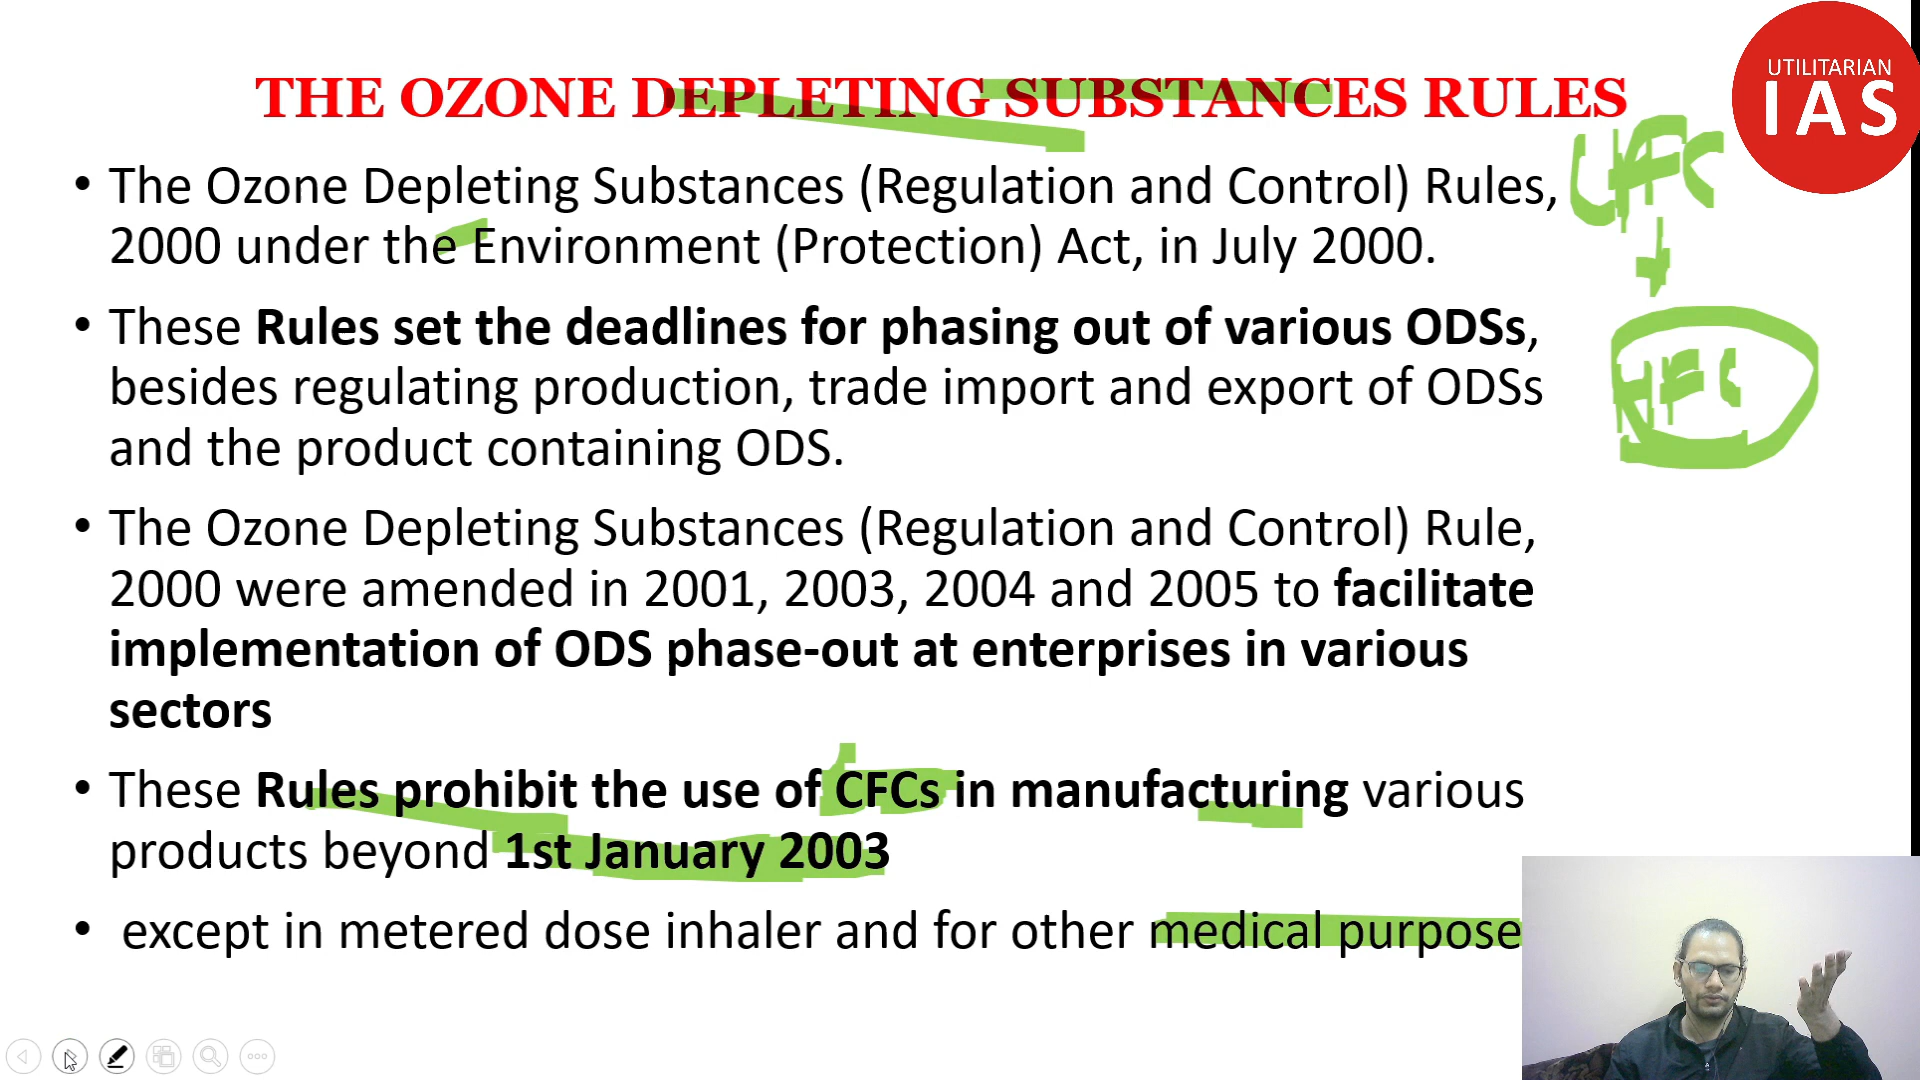 UTILITARIAN
IAS
THE OZONE DEPLETING SUBSTANCES RULES
• The Ozone Depleting Substances (Regulation and Control) Rules,
2000 under the Environment (Protection) Act, in July 2000.
• These Rules set the deadlines for phasing out of various ODSs,
besides regulating production, trade import and export of ODSs
and the product containing ODS.
• The Ozone Depleting Substances (Regulation and Control) Rule,
2000 were amended in 2001, 2003, 2004 and 2005 to facilitate
implementation of ODS phase-out at enterprises in various
sectors
• These Rules prohibit the use of CFCs in manufacturing various
products beyond 1st January 2003
• except in metered dose inhaler and for other medical purpose
HFC